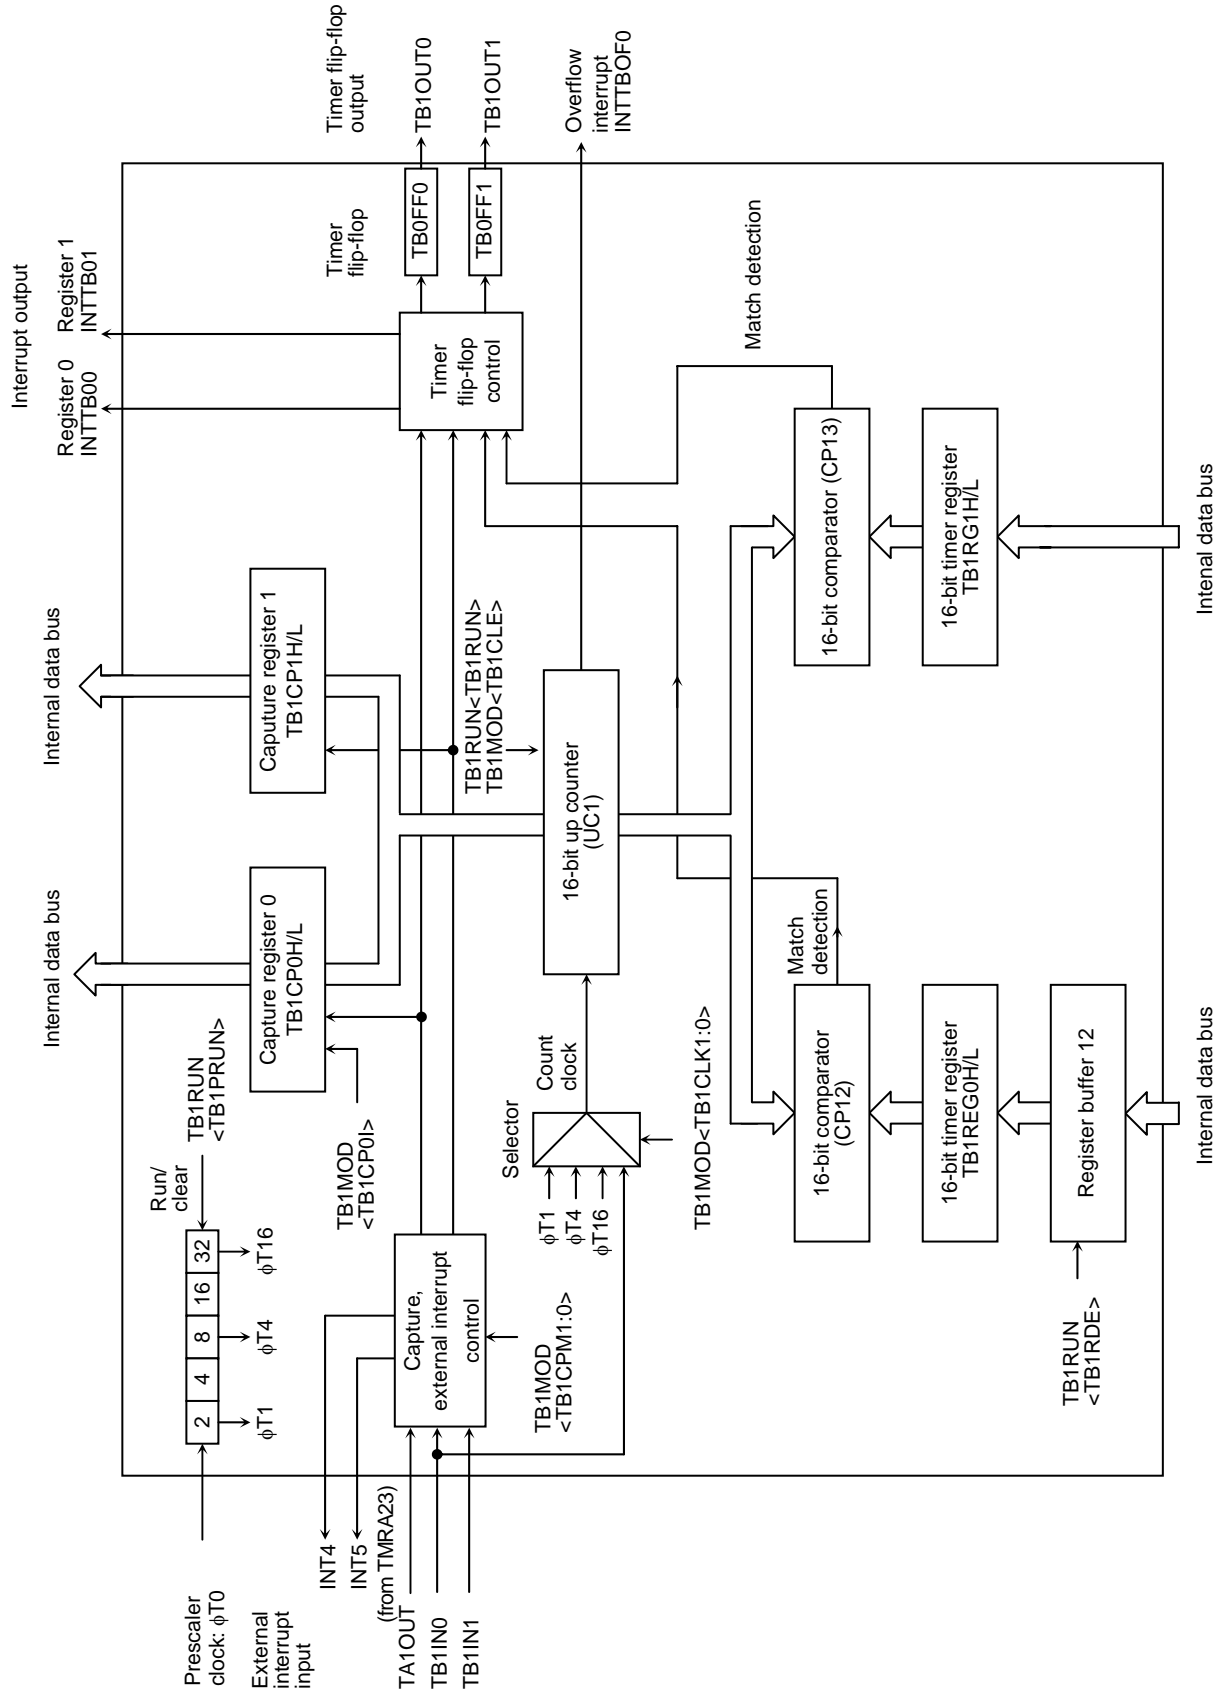 Prescaler
clock: ϕT0
2
4
8
16
32
ϕT1
ϕT4
ϕT16
Run/
clear
TB1RUN
<TB1PRUN>
Internal data bus
Internal data bus
Interrupt output
Register 0
INTTB00
Register 1
INTTB01
External
interrupt
input
INT4
INT5
TA1OUT
(from TMRA23)
TB1IN0
TB1IN1
Capture,
external interrupt
control
TB1MOD
<TB1CPM1:0>
TB1MOD
<TB1CP0I>
Capture register 0
TB1CP0H/L
Caputure register 1
TB1CP1H/L
Timer
flip-flop
control
Timer
flip-flop
TB0FF0
TB0FF1
Timer flip-flop
output
TB1OUT0
TB1OUT1
Selector
ϕT1
ϕT4
ϕT16
Count
clock
TB1MOD<TB1CLK1:0>
TB1RUN<TB1RUN>
TB1MOD<TB1CLE>
16-bit up counter
(UC1)
Overflow
interrupt
INTTBOF0
Match
detection
Match detection
16-bit comparator
(CP12)
16-bit comparator (CP13)
16-bit timer register
TB1REG0H/L
16-bit timer register
TB1RG1H/L
Register buffer 12
TB1RUN
<TB1RDE>
Internal data bus
Intenal data bus